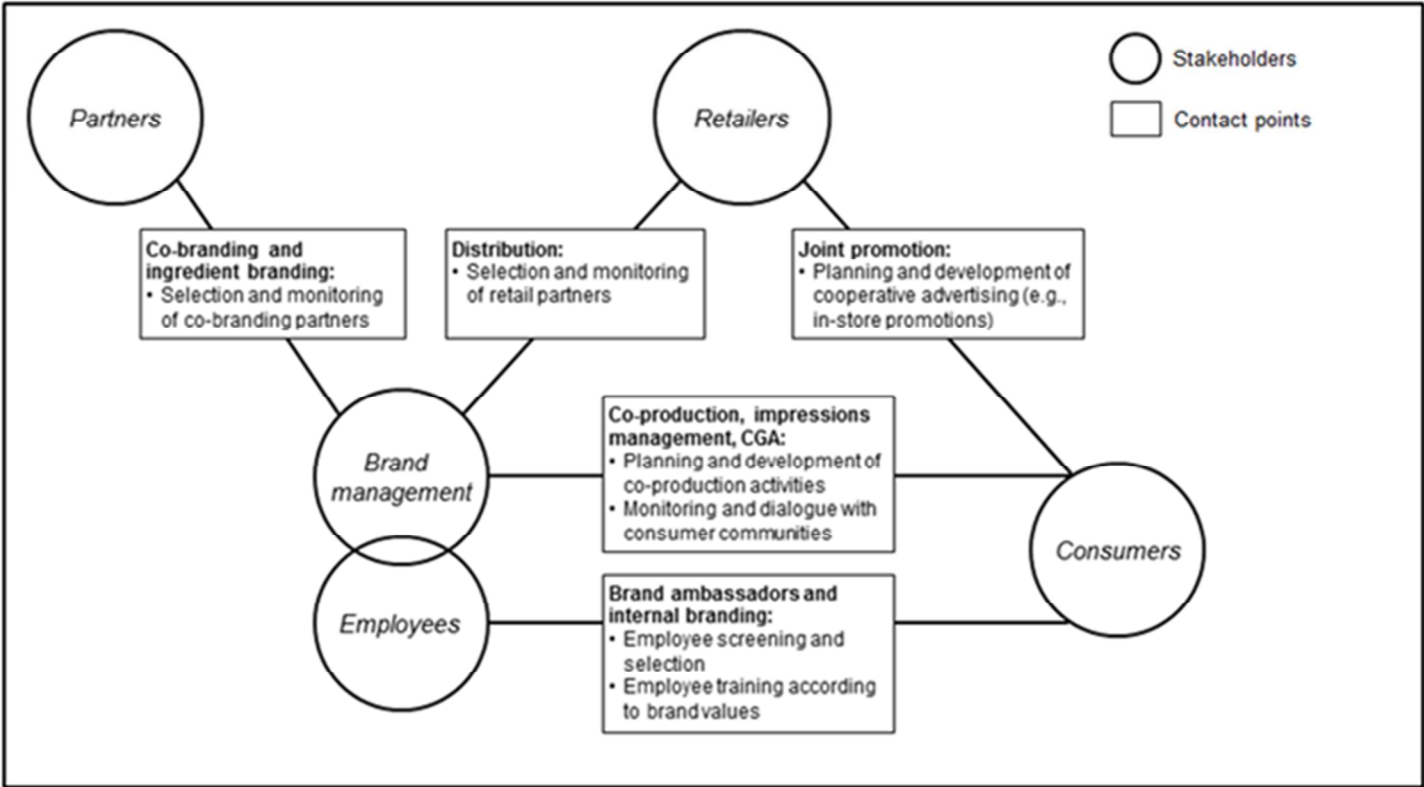 Partners
Retailers
Stakeholders
Contact points
Co-branding and
ingredient branding:
• Selection and monitoring
of co-branding partners
Distribution:
• Selection and monitoring
of retail partners
Joint promotion:
• Planning and development of
cooperative advertising (e.g.,
in-store promotions)
Brand
management
Co-production, impressions
management, CGA:
• Planning and development of
co-production activities
• Monitoring and dialogue with
consumer communities
Consumers
Employees
Brand ambassadors and
internal branding:
• Employee screening and
selection
• Employee training according
to brand values